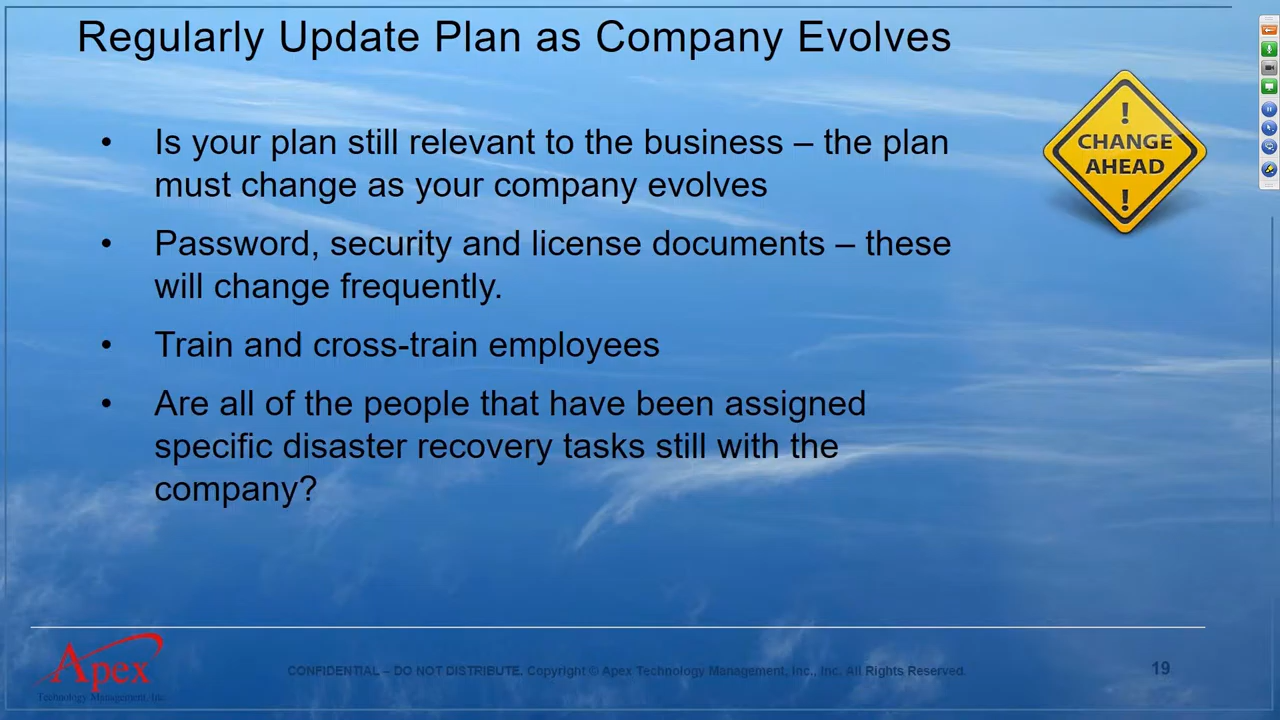 Regularly Update Plan as Company Evolves
! CHANGE AHEAD !
• Is your plan still relevant to the business – the plan
must change as your company evolves
• Password, security and license documents – these
will change frequently.
• Train and cross-train employees
• Are all of the people that have been assigned
specific disaster recovery tasks still with the
company?
Apex
Technology Management, Inc.
CONFIDENTIAL – DO NOT DISTRIBUTE. Copyright © Apex Technology Management, Inc., Inc. All Rights Reserved.
19